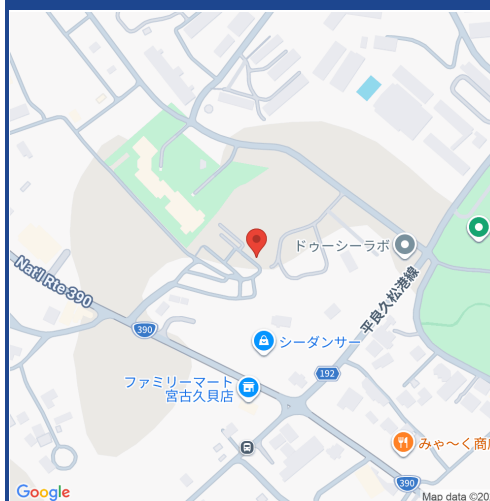 ドゥーシーラボ
Nat'l Rte 390
平良久松港線
390
シーダンサー
192
ファミリーマート
宮古久貝店
みゃ〜く商
390
Google
Map data ©20